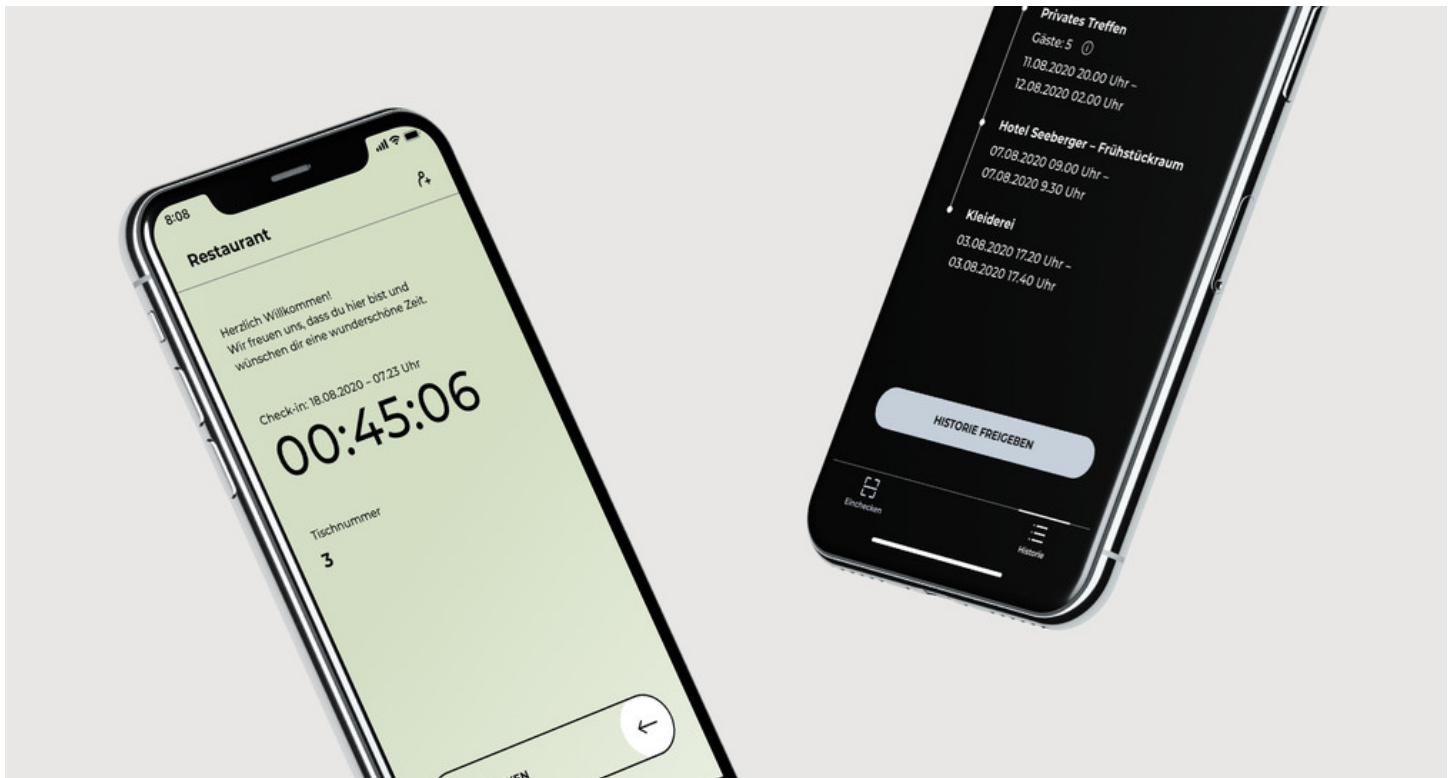 8:08
Restaurant
Herzlich Willkommen!
Wir freuen uns, dass du hier bist und
wünschen dir eine wunderschöne Zeit.
Check-in: 18.08.2020 – 07.23 Uhr
00:45:06
Tischnummer
3
Privates Treffen
Gäste: 5
11.08.2020 20.00 Uhr –
12.08.2020 02.00 Uhr
Hotel Seeberger – Frühstückraum
07.08.2020 09.00 Uhr –
07.08.2020 9.30 Uhr
Kleiderei
03.08.2020 17.20 Uhr –
03.08.2020 17.40 Uhr
HISTORIE FREIGEBEN
Einchecken
Historie